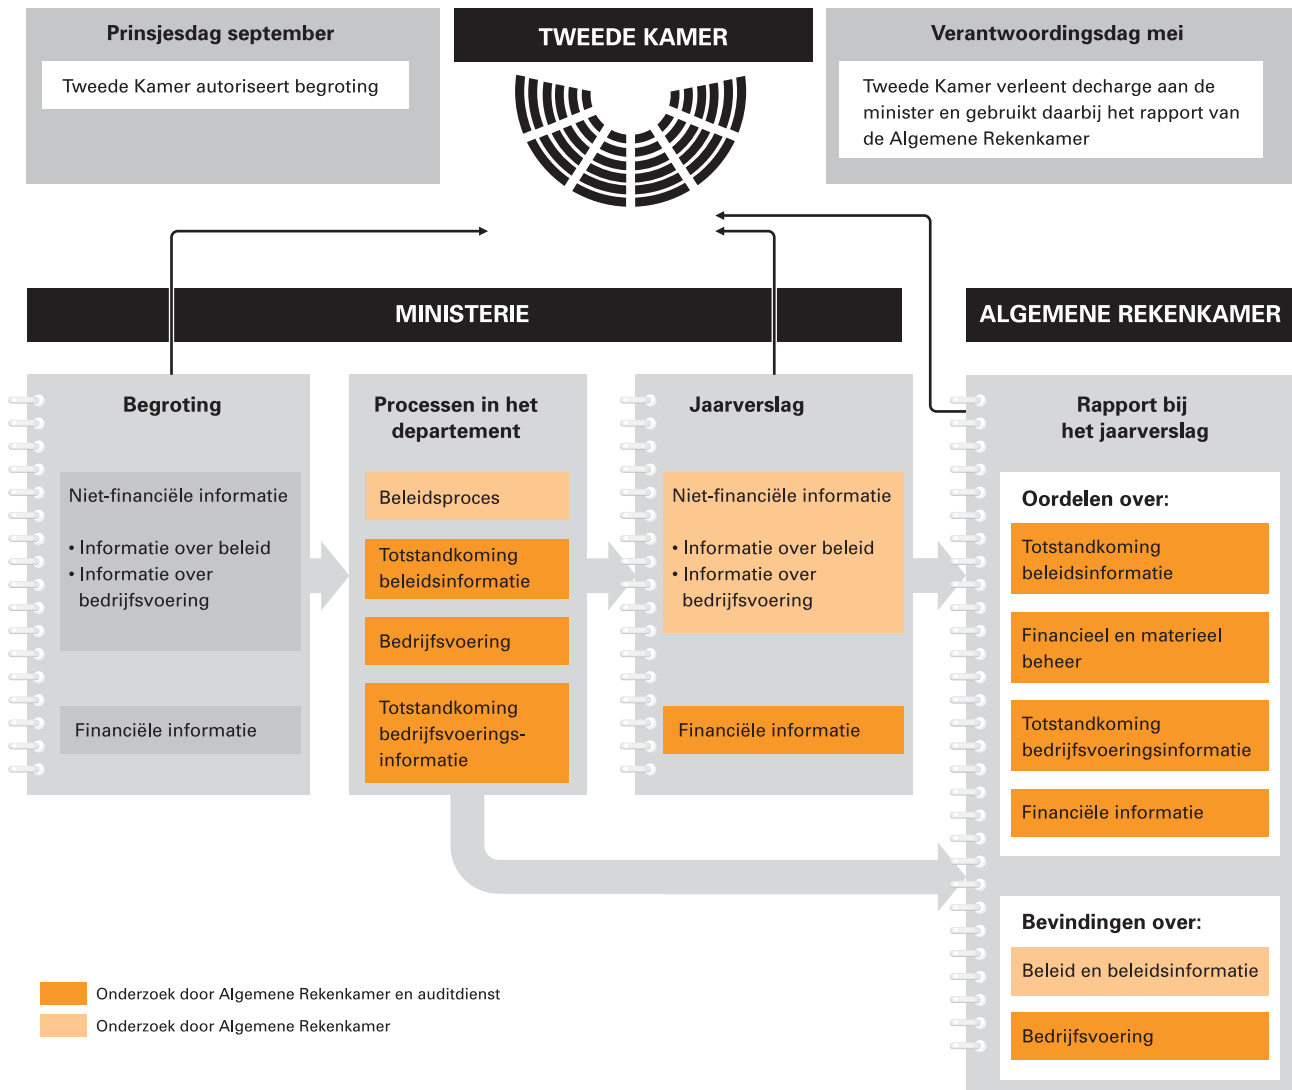 Prinsjesdag september
Tweede Kamer autoriseert begroting
TWEEDE KAMER
Verantwoordingsdag mei
Tweede Kamer verleent decharge aan de
minister en gebruikt daarbij het rapport van
de Algemene Rekenkamer
MINISTERIE
ALGEMENE REKENKAMER
Begroting
Niet-financiële informatie
• Informatie over beleid
• Informatie over
bedrijfsvoering
Financiële informatie
Processen in het
departement
Beleidsproces
Totstandkoming
beleidsinformatie
Bedrijfsvoering
Totstandkoming
bedrijfsvoerings-
informatie
Jaarverslag
Niet-financiële informatie
• Informatie over beleid
• Informatie over
bedrijfsvoering
Financiële informatie
Rapport bij
het jaarverslag
Oordelen over:
Totstandkoming
beleidsinformatie
Financieel en materieel
beheer
Totstandkoming
bedrijfsvoeringsinformatie
Financiële informatie
Bevindingen over:
Beleid en beleidsinformatie
Bedrijfsvoering
Onderzoek door Algemene Rekenkamer en auditdienst
Onderzoek door Algemene Rekenkamer